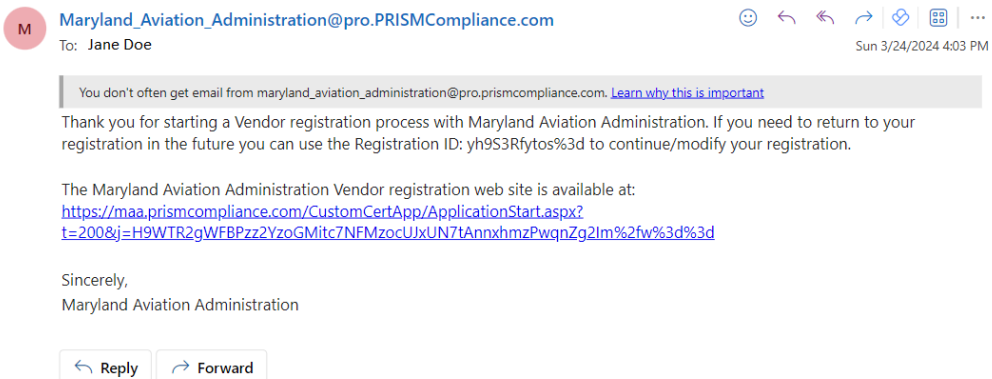 M
Maryland_Aviation_Administration@pro.PRISMCompliance.com
To: Jane Doe
Sun 3/24/2024 4:03 PM
You don't often get email from maryland_aviation_administration@pro.prismcompliance.com. Learn why this is important
Thank you for starting a Vendor registration process with Maryland Aviation Administration. If you need to return to your
registration in the future you can use the Registration ID: yh9S3Rfytos%3d to continue/modify your registration.
The Maryland Aviation Administration Vendor registration web site is available at:
https://maa.prismcompliance.com/CustomCertApp/ApplicationStart.aspx?
t=200&j=H9WTR2gWFBPzz2YzoGMitc7NFMzocUJxUN7tAnnxhmzPwqnZg2Im%2fw%3d%3d
Sincerely,
Maryland Aviation Administration
Reply
Forward